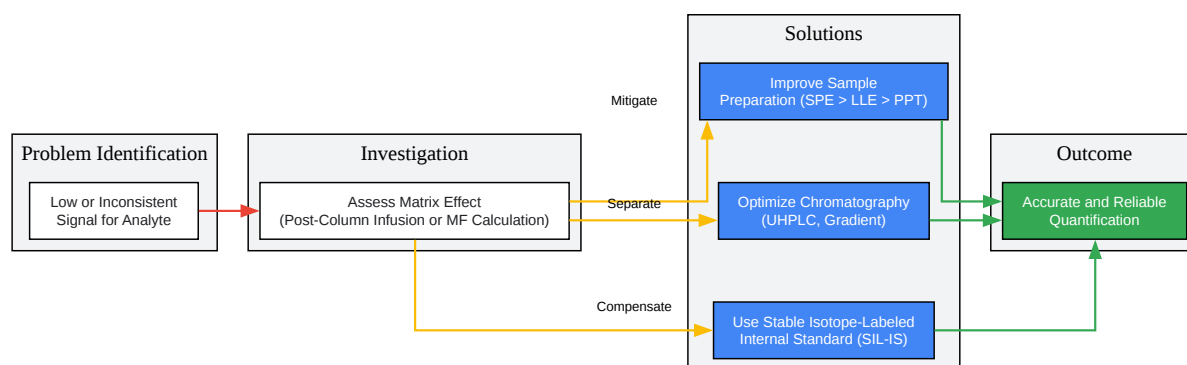 Problem Identification
Low or Inconsistent
Signal for Analyte
Investigation
Assess Matrix Effect
(Post-Column Infusion or MF Calculation)
Mitigate
Separate
Compensate
Solutions
Improve Sample
Preparation (SPE > LLE > PPT)
Optimize Chromatography
(UHPLC, Gradient)
Use Stable Isotope-Labeled
Internal Standard (SIL-IS)
Outcome
Accurate and Reliable
Quantification